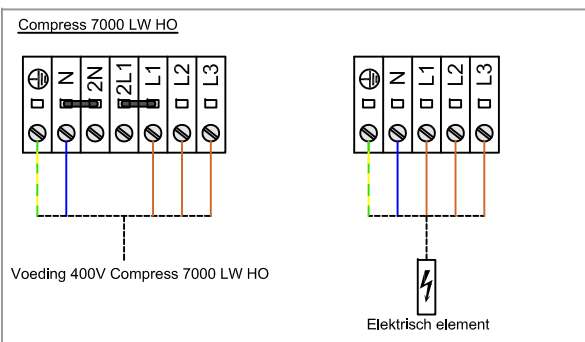 Compress 7000 LW HO
N 2N 2L1 L1 L2 L3
N L1 L2 L3
Voeding 400V Compress 7000 LW HO
Elektrisch element